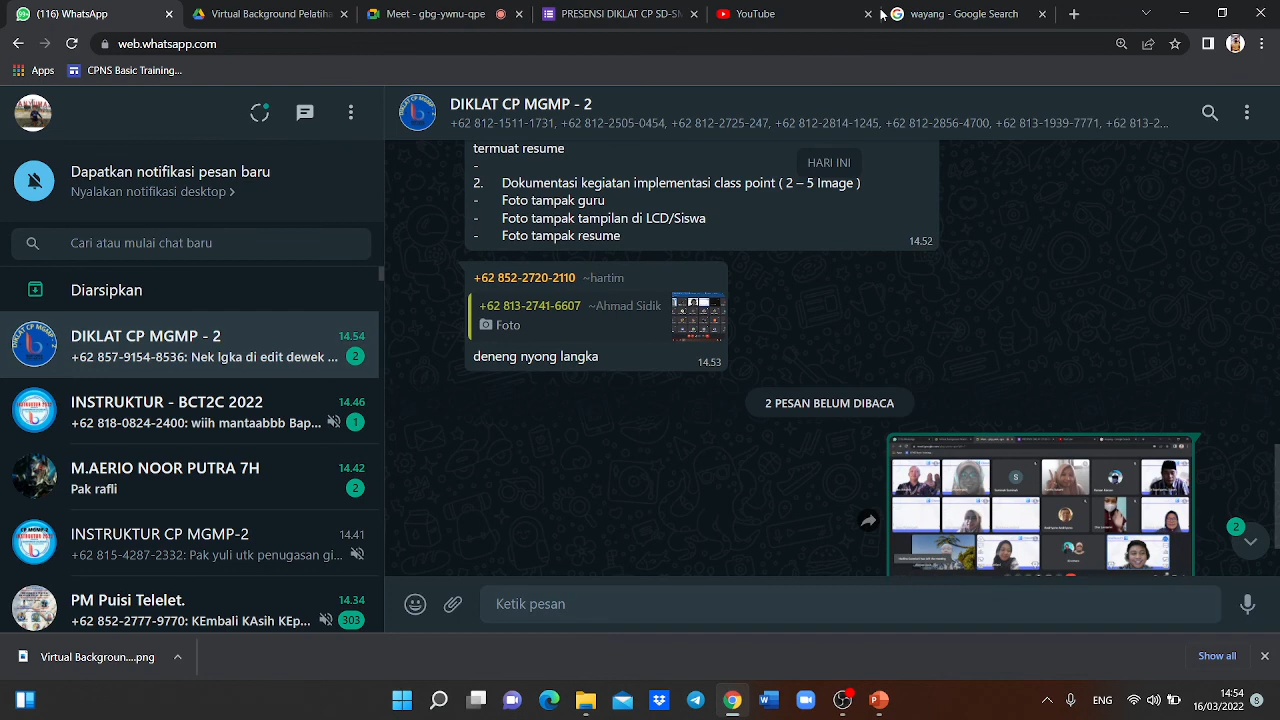 (116) WhatsApp
Virtual Background Pelatiha
Meet - gbg-ywru-qpe
PRESENSI DIKLAT CP SD-SN
YouTube
wayang - Google Search
web.whatsapp.com
Apps
CPNS Basic Training...
DIKLAT CP MGMP - 2
+62 812-1511-1731, +62 812-2505-0454, +62 812-2725-247, +62 812-2814-1245, +62 812-2856-4700, +62 813-1939-7771, +62 813-2...
Dapatkan notifikasi pesan baru
Nyalakan notifikasi desktop >
Cari atau mulai chat baru
Diarsipkan
DIKLAT CP MGMP - 2
14.54
+62 857-9154-8536: Nek lgka di edit dewek ...
2
INSTRUKTUR - BCT2C 2022
14.46
+62 818-0824-2400: wiih mantaabbb Bap...
1
M.AERIO NOOR PUTRA 7H
14.42
Pak rafli
2
INSTRUKTUR CP MGMP-2
14.41
+62 815-4287-2332: Pak yuli utk penugasan gi...
PM Puisi Telelet.
14.34
+62 852-2777-9770: KEmbali KAsih KEp...
303
termuat resume
HARI INI
-
2. Dokumentasi kegiatan implementasi class point ( 2 – 5 Image )
- Foto tampak guru
- Foto tampak tampilan di LCD/Siswa
- Foto tampak resume
14.52
+62 852-2720-2110 ~hartim
+62 813-2741-6607 ~Ahmad Sidik
Foto
deneng nyong langka
14.53
2 PESAN BELUM DIBACA
2
Ketik pesan
Virtual Backgroun....png
Show all
ENG
14:54
16/03/2022